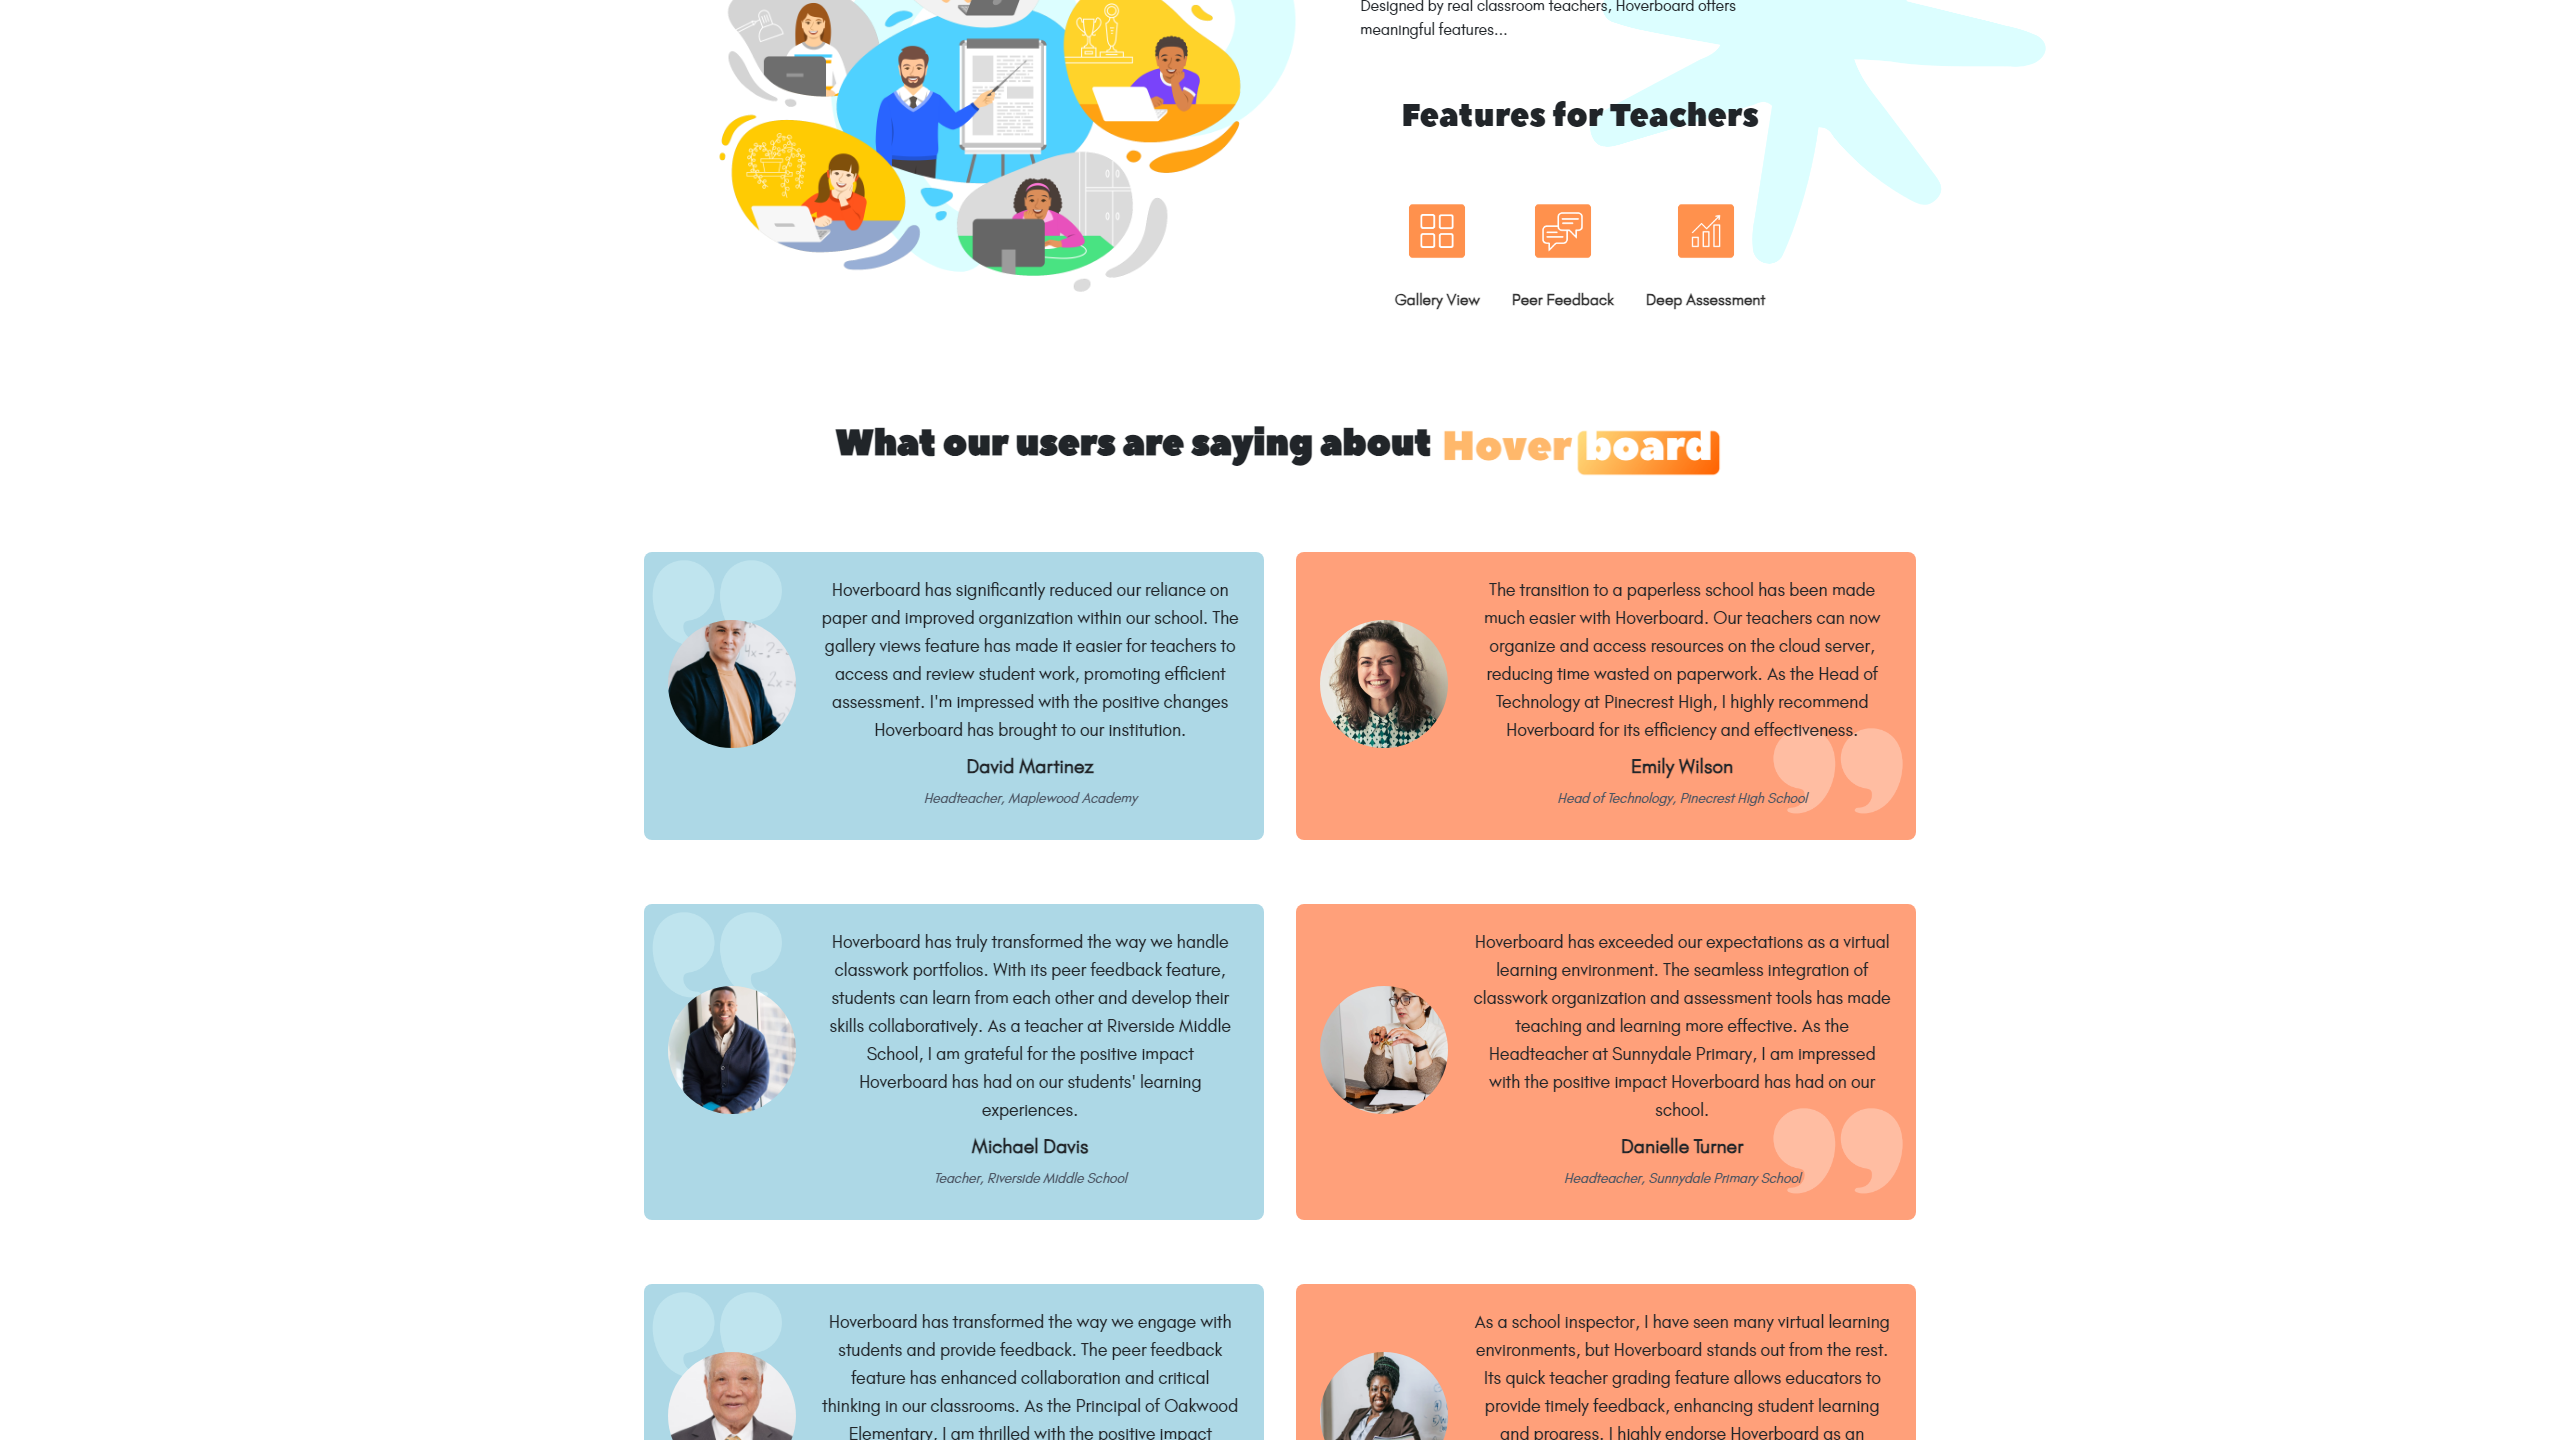 Designed by real classroom teachers, Hoverboard offers
meaningful features...
Features for Teachers
Gallery View
Peer Feedback
Deep Assessment
What our users are saying about Hover board
Hoverboard has significantly reduced our reliance on
paper and improved organization within our school. The
gallery views feature has made it easier for teachers to
access and review student work, promoting efficient
assessment. I'm impressed with the positive changes
Hoverboard has brought to our institution.
David Martinez
Headteacher, Maplewood Academy
The transition to a paperless school has been made
much easier with Hoverboard. Our teachers can now
organize and access resources on the cloud server,
reducing time wasted on paperwork. As the Head of
Technology at Pinecrest High, I highly recommend
Hoverboard for its efficiency and effectiveness.
Emily Wilson
Head of Technology, Pinecrest High School
Hoverboard has truly transformed the way we handle
classwork portfolios. With its peer feedback feature,
students can learn from each other and develop their
skills collaboratively. As a teacher at Riverside Middle
School, I am grateful for the positive impact
Hoverboard has had on our students' learning
experiences.
Michael Davis
Teacher, Riverside Middle School
Hoverboard has exceeded our expectations as a virtual
learning environment. The seamless integration of
classwork organization and assessment tools has made
teaching and learning more effective. As the
Headteacher at Sunnydale Primary, I am impressed
with the positive impact Hoverboard has had on our
school.
Danielle Turner
Headteacher, Sunnydale Primary School
Hoverboard has transformed the way we engage with
students and provide feedback. The peer feedback
feature has enhanced collaboration and critical
thinking in our classrooms. As the Principal of Oakwood
Elementary, I am thrilled with the positive impact
As a school inspector, I have seen many virtual learning
environments, but Hoverboard stands out from the rest.
Its quick teacher grading feature allows educators to
provide timely feedback, enhancing student learning
and progress. I highly endorse Hoverboard as an